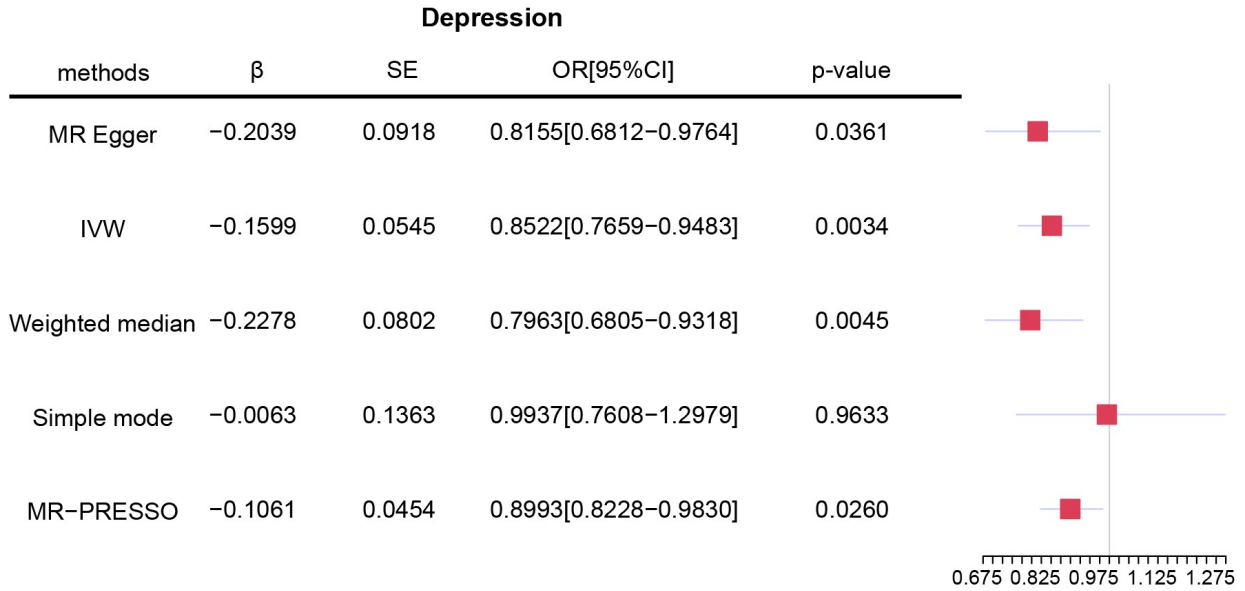 Depression
methods β SE OR[95%CI] p-value
MR Egger −0.2039 0.0918 0.8155[0.6812−0.9764] 0.0361
IVW −0.1599 0.0545 0.8522[0.7659−0.9483] 0.0034
Weighted median −0.2278 0.0802 0.7963[0.6805−0.9318] 0.0045
Simple mode −0.0063 0.1363 0.9937[0.7608−1.2979] 0.9633
MR−PRESSO −0.1061 0.0454 0.8993[0.8228−0.9830] 0.0260
0.675 0.825 0.975 1.125 1.275